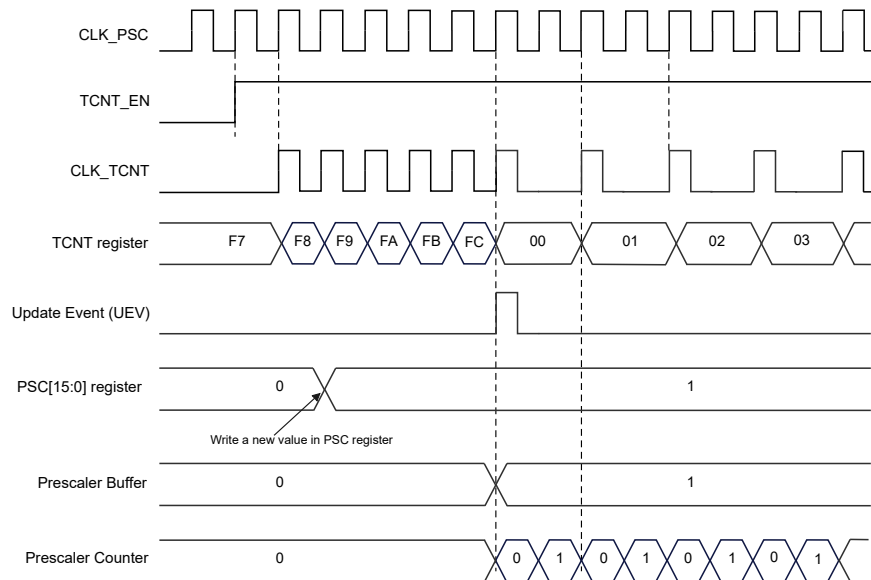 CLK_PSC
TCNT_EN
CLK_TCNT
TCNT register F7 F8 F9 FA FB FC 00 01 02 03
Update Event (UEV)
PSC[15:0] register 0 1
Write a new value in PSC register
Prescaler Buffer 0 1
Prescaler Counter 0 0 1 0 1 0 1 0 1